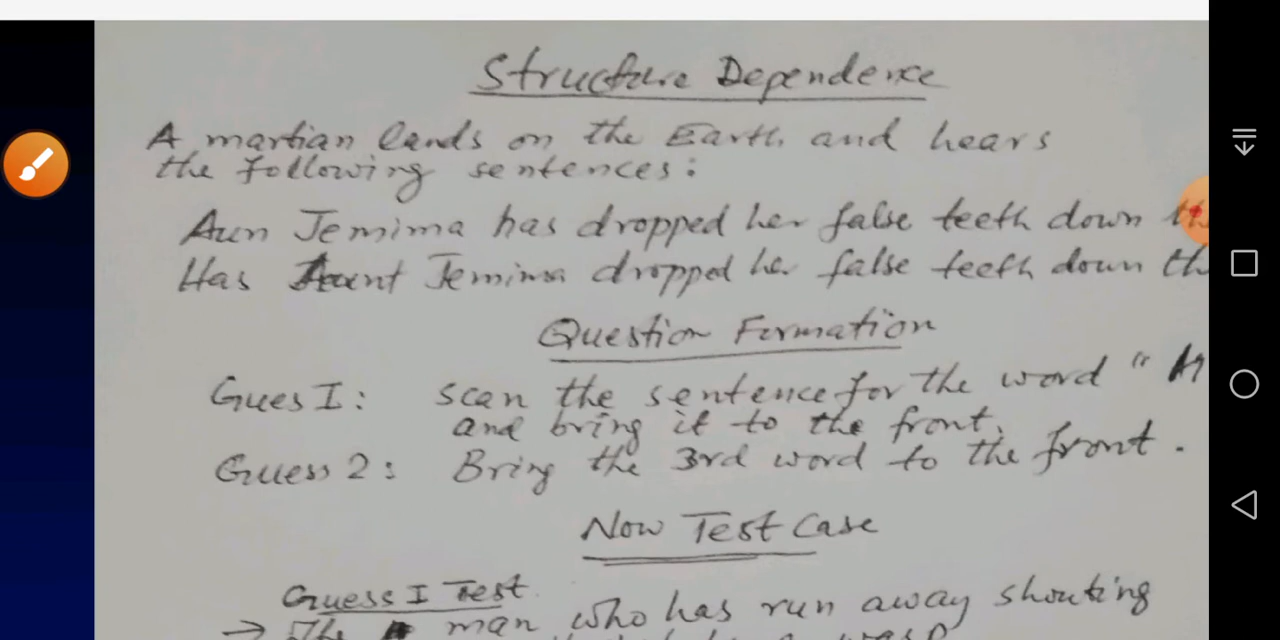 Structure Dependence
A martian lands on the Earth and hears
the following sentences:
Aun Jemima has dropped her false teeth down
Has Aunt Jemima dropped her false teeth down
Question Formation
Gues I: scan the sentence for the word "
and bring it to the front.
Guess 2: Bring the 3rd word to the front.
Now Test Case
Guess I Test
→ The man who has run away shouting